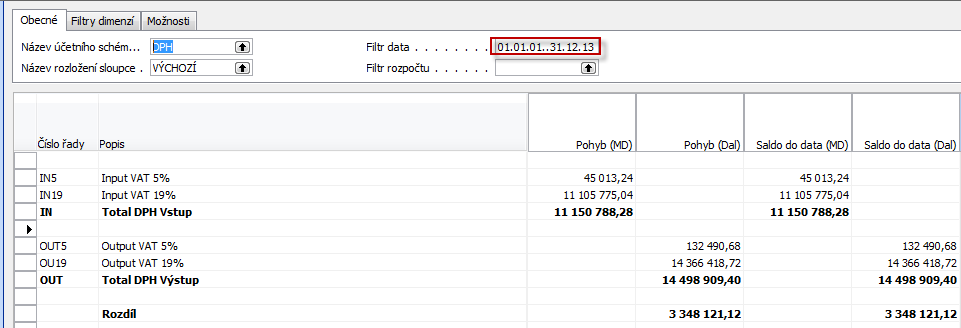 Obecné Filtry dimenzí Možnosti
Název účetního schém... DPH Filtr data . . . . . . . 01.01.01..31.12.13
Název rozložení sloupce . VÝCHOZÍ Filtr rozpočtu . . . . . .
Číslo řady Popis Pohyb (MD) Pohyb (Dal) Saldo do data (MD) Saldo do data (Dal)
IN5 Input VAT 5% 45 013,24 45 013,24
IN19 Input VAT 19% 11 105 775,04 11 105 775,04
IN Total DPH Vstup 11 150 788,28 11 150 788,28
OUT5 Output VAT 5% 132 490,68 132 490,68
OU19 Output VAT 19% 14 366 418,72 14 366 418,72
OUT Total DPH Výstup 14 498 909,40 14 498 909,40
Rozdíl 3 348 121,12 3 348 121,12